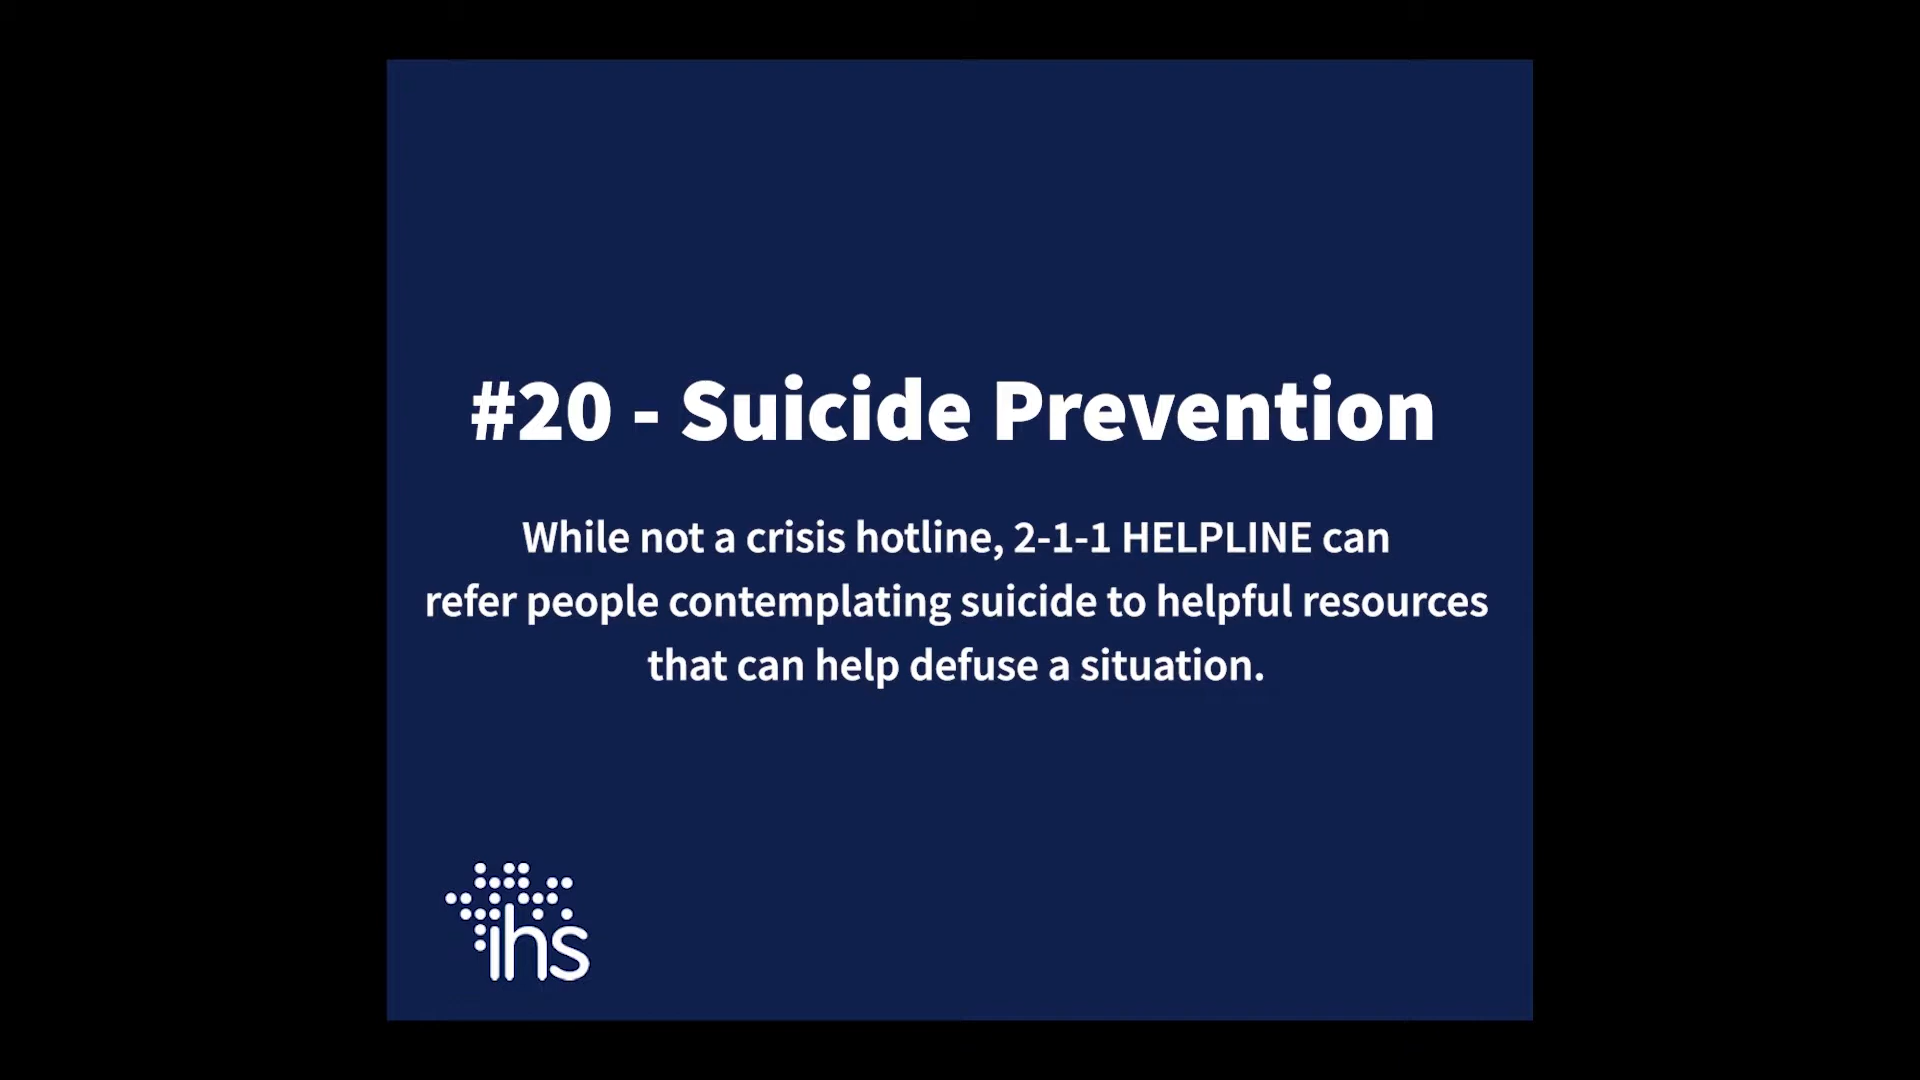 #20 - Suicide Prevention
While not a crisis hotline, 2-1-1 HELPLINE can
refer people contemplating suicide to helpful resources
that can help defuse a situation.
ihs